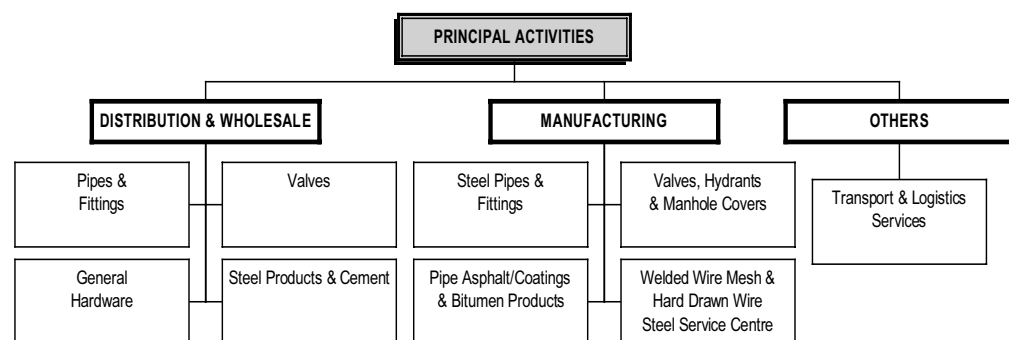 PRINCIPAL ACTIVITIES
DISTRIBUTION & WHOLESALE
MANUFACTURING
OTHERS
Pipes &
Fittings
Valves
Steel Pipes &
Fittings
Valves, Hydrants
& Manhole Covers
Transport & Logistics
Services
General
Hardware
Steel Products & Cement
Pipe Asphalt/Coatings
& Bitumen Products
Welded Wire Mesh &
Hard Drawn Wire
Steel Service Centre